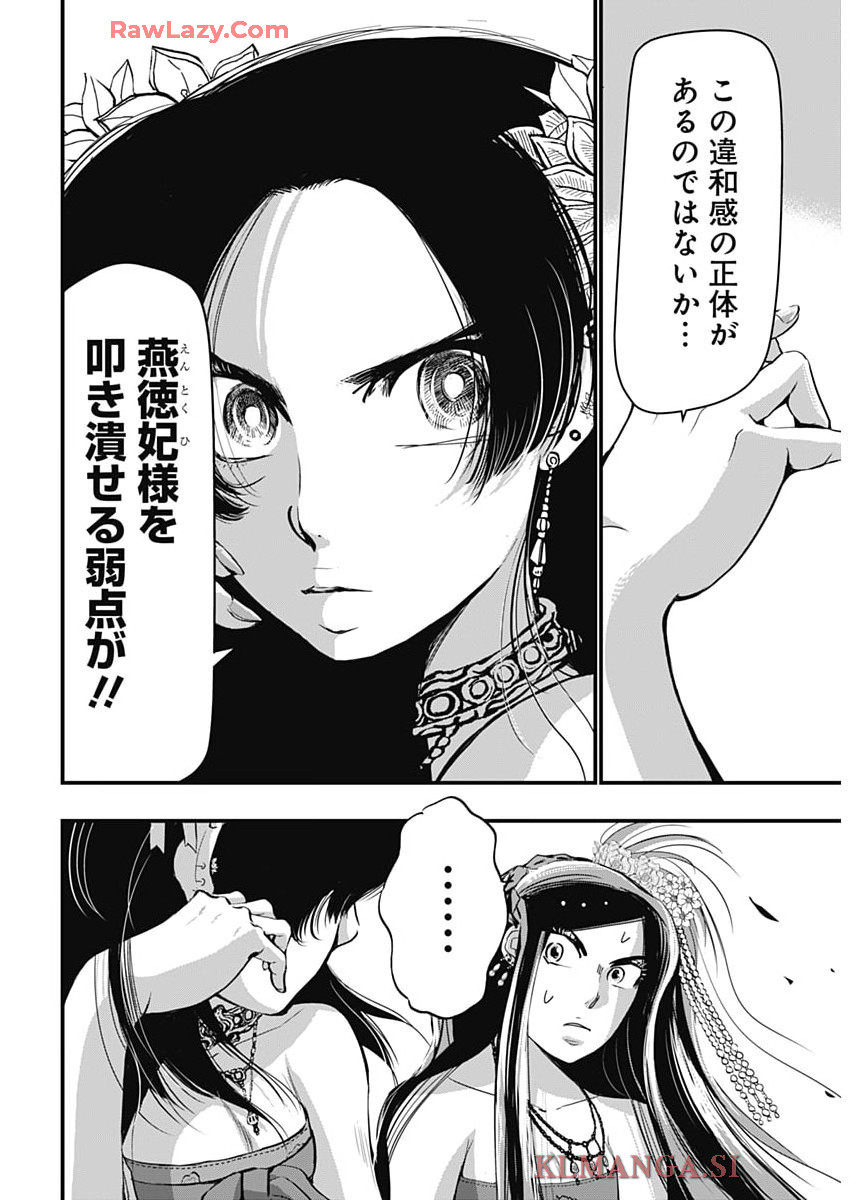 RawLazy.Com
この違和感の正体が
あるのではないか…
燕徳妃様を
えんとくひ
叩き潰せる弱点が!!
……
…
KLMANGA.SI